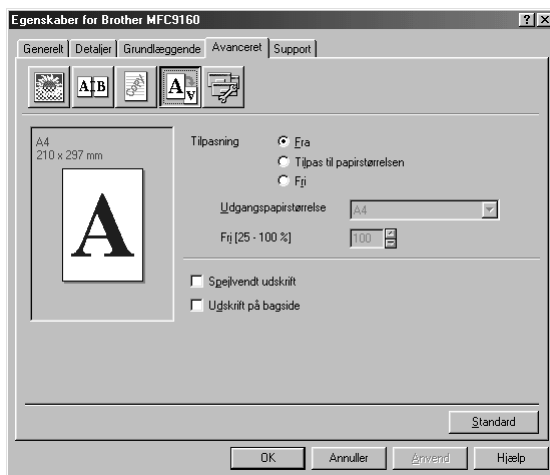 Egenskaber for Brother MFC9160
Generelt Detaljer Grundlæggende Avanceret Support
A B copy A A
A4
210 x 297 mm
A
Tilpasning Fra
Tilpas til papirstørrelsen
Fri
Udgangspapirstørrelse A4
Fri [25 - 100 %] 100
Spejlvendt udskrift
Udskrift på bagside
Standard
OK Annuller Anvend Hjælp